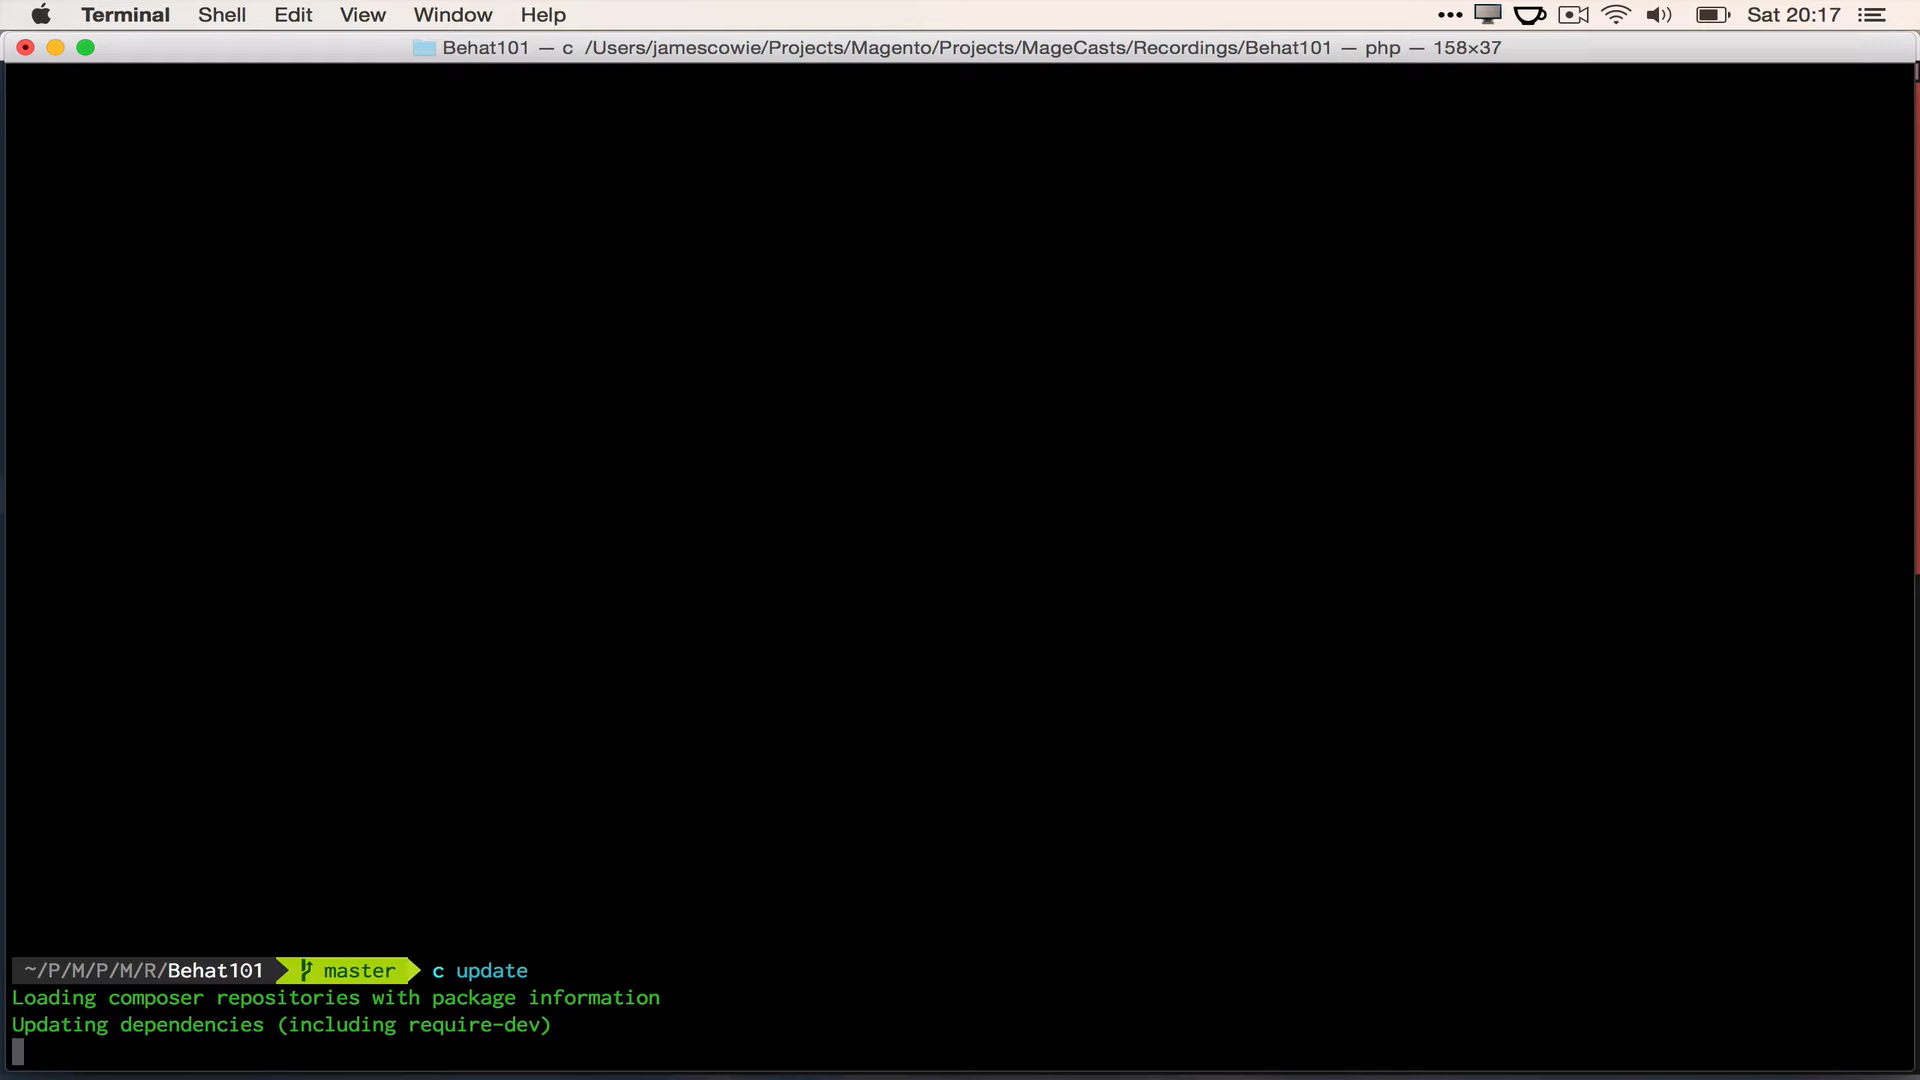 Terminal Shell Edit View Window Help Sat 20:17
Behat101 — c /Users/jamescowie/Projects/Magento/Projects/MageCasts/Recordings/Behat101 — php — 158×37
~/P/M/P/M/R/Behat101 master c update
Loading composer repositories with package information
Updating dependencies (including require-dev)